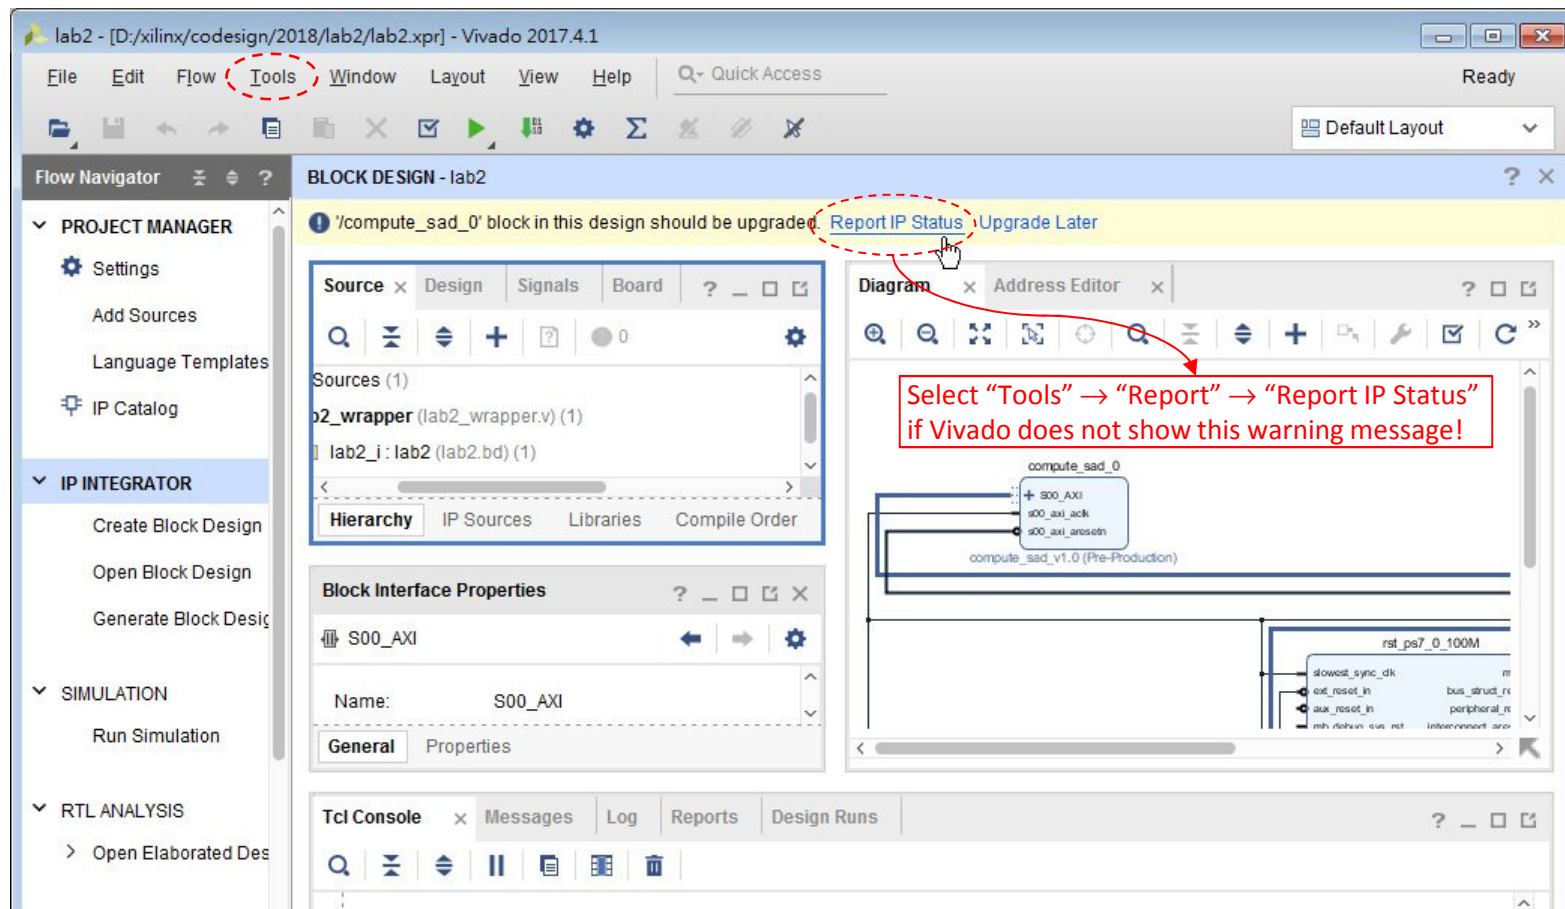 lab2 - [D:/xilinx/codesign/2018/lab2/lab2.xpr] - Vivado 2017.4.1
File Edit Flow Tools Window Layout View Help Quick Access Ready
Default Layout
Flow Navigator
BLOCK DESIGN - lab2
'/compute_sad_0' block in this design should be upgraded. Report IP Status Upgrade Later
PROJECT MANAGER
Settings
Add Sources
Language Templates
IP Catalog
IP INTEGRATOR
Create Block Design
Open Block Design
Generate Block Desig
SIMULATION
Run Simulation
RTL ANALYSIS
Open Elaborated Des
Source Design Signals Board
0
Sources (1)
b2_wrapper (lab2_wrapper.v) (1)
lab2_i : lab2 (lab2.bd) (1)
Hierarchy IP Sources Libraries Compile Order
Block Interface Properties
S00_AXI
Name: S00_AXI
General Properties
Diagram Address Editor
Select “Tools” → “Report” → “Report IP Status”
if Vivado does not show this warning message!
compute_sad_0
S00_AXI
s00_axi_aclk
s00_axi_aresetn
compute_sad_v1.0 (Pre-Production)
rst_ps7_0_100M
slowest_sync_clk m
ext_reset_in bus_struct_re
aux_reset_in peripheral_re
mb_debug_sys_rst interconnect_are
Tcl Console Messages Log Reports Design Runs